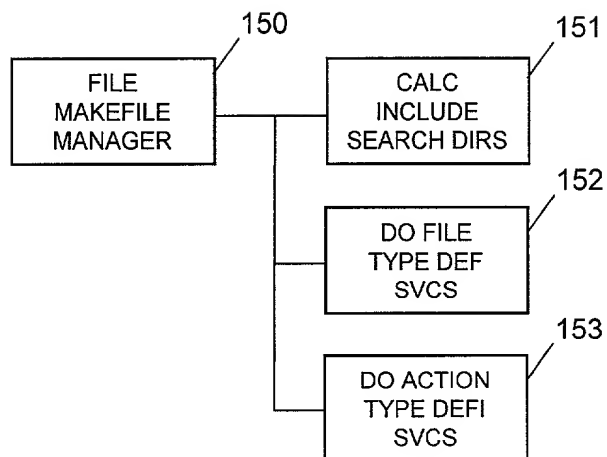 150
FILE
MAKEFILE
MANAGER
151
CALC
INCLUDE
SEARCH DIRS
152
DO FILE
TYPE DEF
SVCS
153
DO ACTION
TYPE DEFI
SVCS